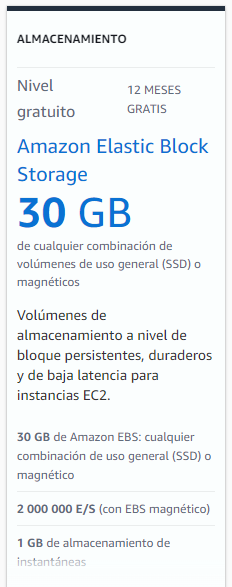 ALMACENAMIENTO
Nivel
gratuito
12 MESES
GRATIS
Amazon Elastic Block
Storage
30 GB
de cualquier combinación de
volúmenes de uso general (SSD) o
magnéticos
Volúmenes de
almacenamiento a nivel de
bloque persistentes, duraderos
y de baja latencia para
instancias EC2.
30 GB de Amazon EBS: cualquier
combinación de uso general (SSD) o
magnético
2 000 000 E/S (con EBS magnético)
1 GB de almacenamiento de
instantáneas